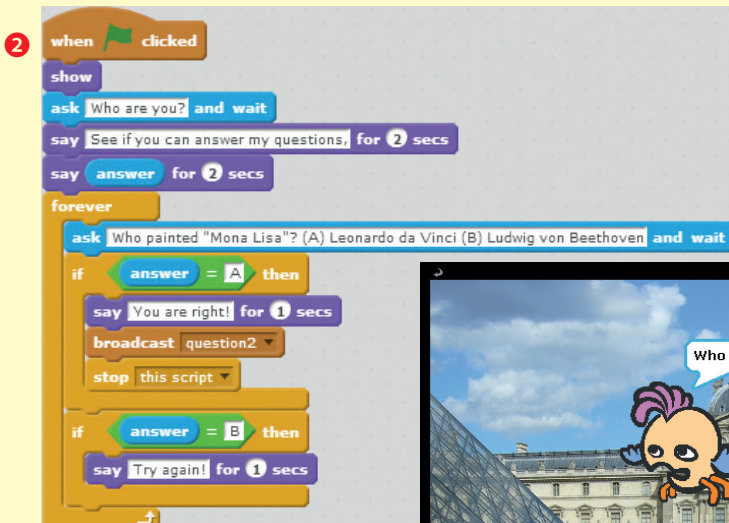 2
when clicked
show
ask Who are you? and wait
say See if you can answer my questions, for 2 secs
say answer for 2 secs
forever
ask Who painted "Mona Lisa"? (A) Leonardo da Vinci (B) Ludwig von Beethoven and wait
if answer = A then
say You are right! for 1 secs
broadcast question2
stop this script
if answer = B then
say Try again! for 1 secs
Who